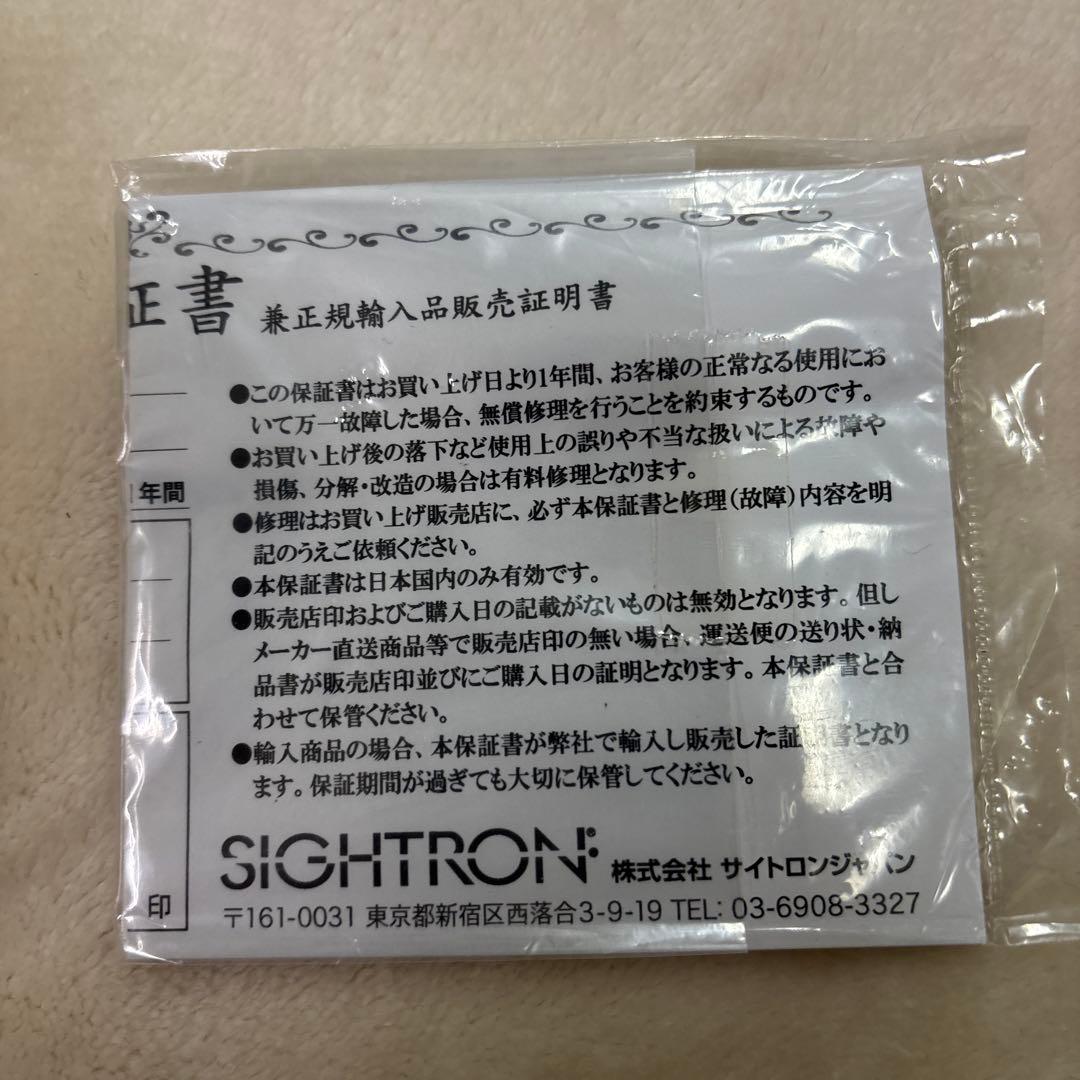 証書 兼正規輸入品販売証明書
●この保証書はお買い上げ日より1年間、お客様の正常なる使用にお
いて万一故障した場合、無償修理を行うことを約束するものです。
●お買い上げ後の落下など使用上の誤りや不当な扱いによる故障や
損傷、分解・改造の場合は有料修理となります。
1年間
●修理はお買い上げ販売店に、必ず本保証書と修理(故障)内容を明
記のうえご依頼ください。
●本保証書は日本国内のみ有効です。
●販売店印およびご購入日の記載がないものは無効となります。但し
メーカー直送商品等で販売店印の無い場合、運送便の送り状・納
品書が販売店印並びにご購入日の証明となります。本保証書と合
わせて保管ください。
●輸入商品の場合、本保証書が弊社で輸入し販売した証明書となり
ます。保証期間が過ぎても大切に保管してください。
SIGHTRON® 株式会社 サイトロンジャパン
印
〒161-0031 東京都新宿区西落合3-9-19 TEL: 03-6908-3327